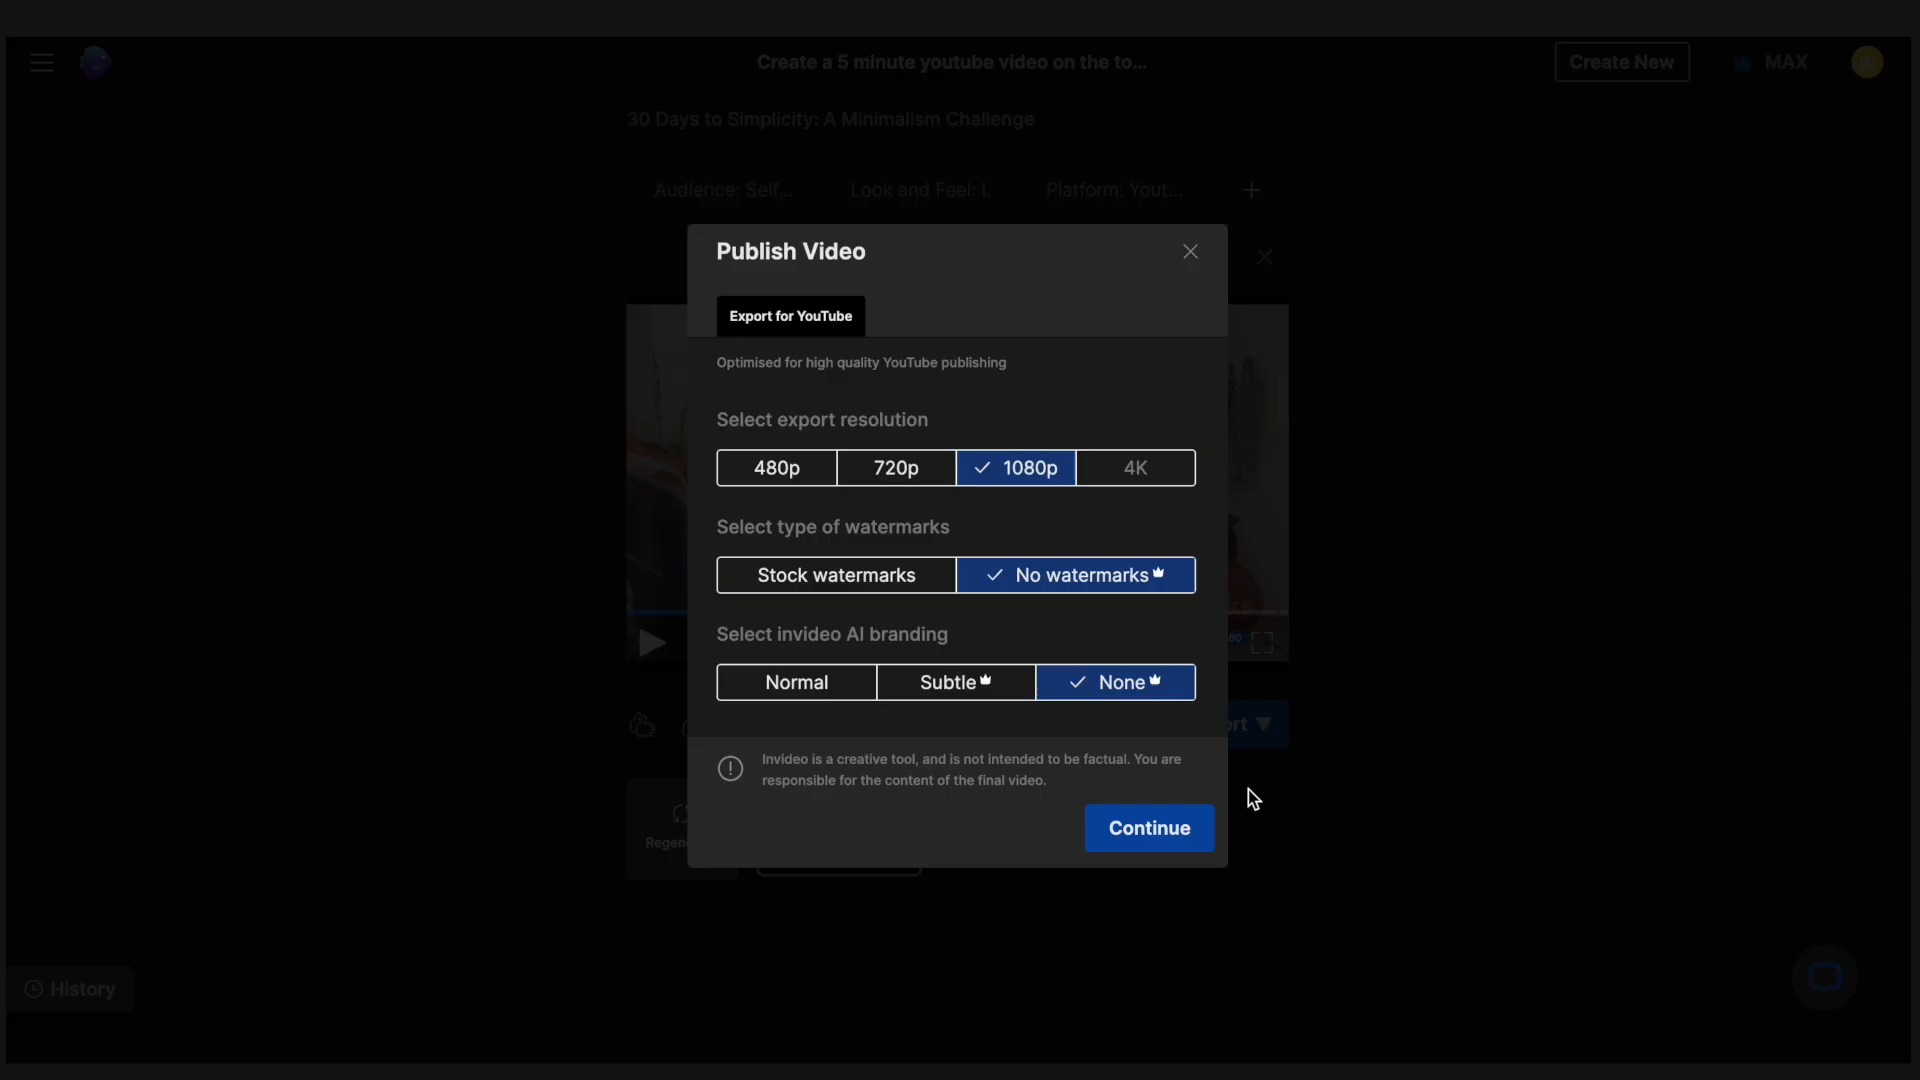 Create a 5 minute youtube video on the to...
Create New
MAX
30 Days to Simplicity: A Minimalism Challenge
Audience: Self...
Look and Feel: I.
Platform: Yout...
Publish Video
Export for YouTube
Optimised for high quality YouTube publishing
Select export resolution
480p
720p
1080p
4K
Select type of watermarks
Stock watermarks
No watermarks
Select invideo AI branding
Normal
Subtle
None
Invideo is a creative tool, and is not intended to be factual. You are
responsible for the content of the final video.
Continue
History